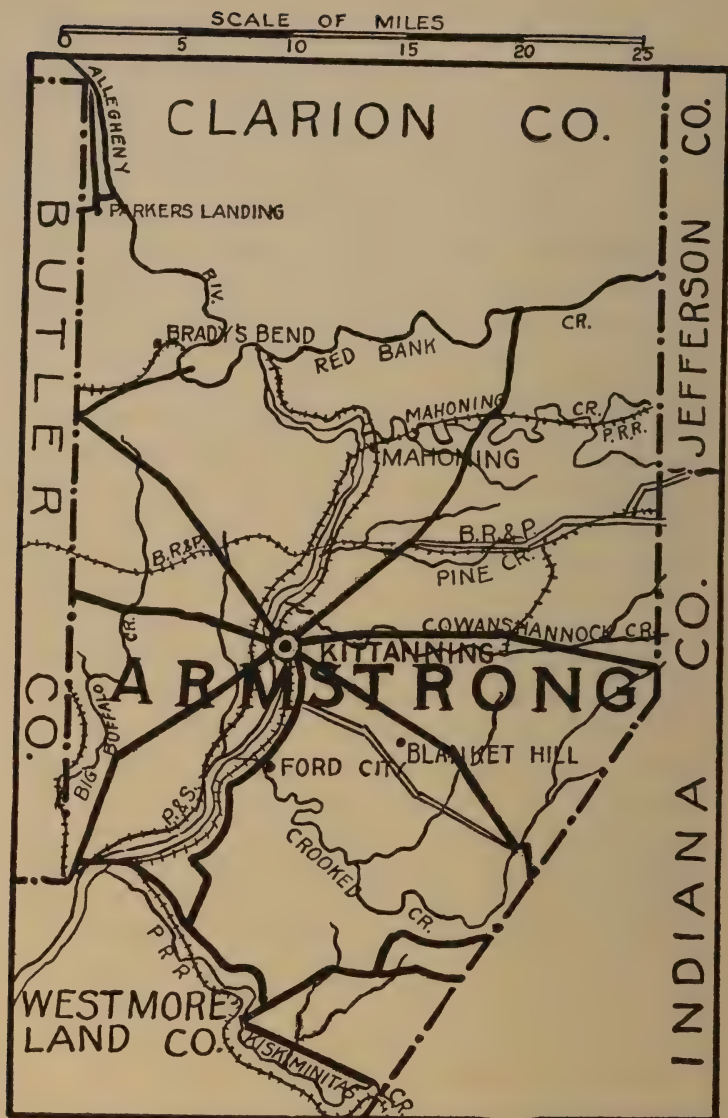 SCALE OF MILES
0 5 10 15 20 25
CLARION CO.
ALLEGHENY
RIV.
PARKERS LANDING
BUTLER
CO.
JEFFERSON CO.
BRADY'S BEND
RED BANK
CR.
MAHONING
CR.
P.R.R.
MAHONING
B.R.&P.
B.R.&P.
PINE CR.
CR.
COWANSHANNOCK CR.
KITTANNING
ARMSTRONG
CO.
BIG BUFFALO
BLANKET HILL
FORD CITY
P.&S.
CROOKED
CR.
INDIANA
P R R
WESTMORE
LAND CO.
KISKIMINITAS
CR.